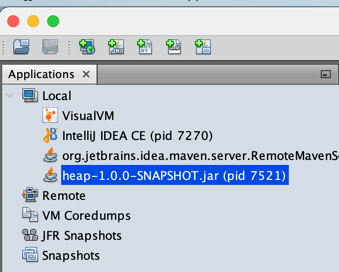 Applications
Local
VisualVM
IntelliJ IDEA CE (pid 7270)
org.jetbrains.idea.maven.server.RemoteMavenSe
heap-1.0.0-SNAPSHOT.jar (pid 7521)
Remote
VM Coredumps
JFR Snapshots
Snapshots